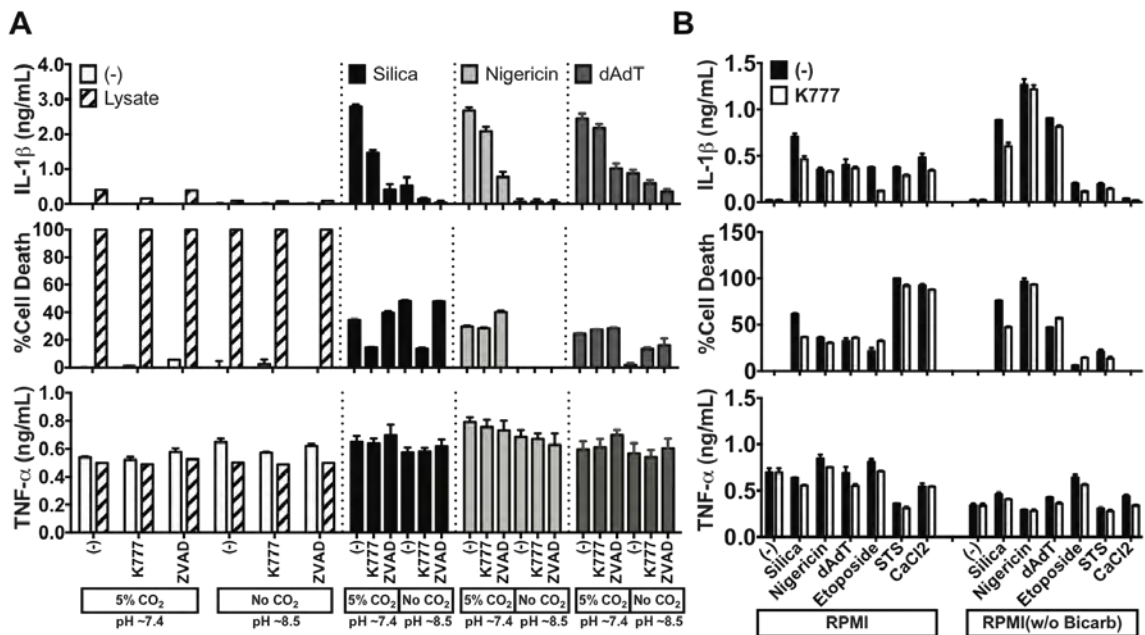 A
IL-1β (ng/mL)
4.0
3.0
2.0
1.0
0.0
(-)
Lysate
Silica
Nigericin
dAdT
%Cell Death
100
80
60
40
20
0
TNF-α (ng/mL)
1.0
0.8
0.6
0.4
0.2
0.0
(-) K777 ZVAD (-) K777 ZVAD (-) K777 ZVAD (-) K777 ZVAD (-) K777 ZVAD (-) K777 ZVAD (-) K777 ZVAD (-) K777 ZVAD
5% CO2 No CO2 5% CO2 No CO2 5% CO2 No CO2 5% CO2 No CO2
pH ~7.4 pH ~8.5 pH ~7.4 pH ~8.5 pH ~7.4 pH ~8.5 pH ~7.4 pH ~8.5
B
IL-1β (ng/mL)
1.5
1.0
0.5
0.0
(-)
K777
%Cell Death
150
100
50
0
TNF-α (ng/mL)
1.5
1.0
0.5
0.0
(-) Silica Nigericin dAdT Etoposide STS CaCl2 (-) Silica Nigericin dAdT Etoposide STS CaCl2
RPMI RPMI(w/o Bicarb)